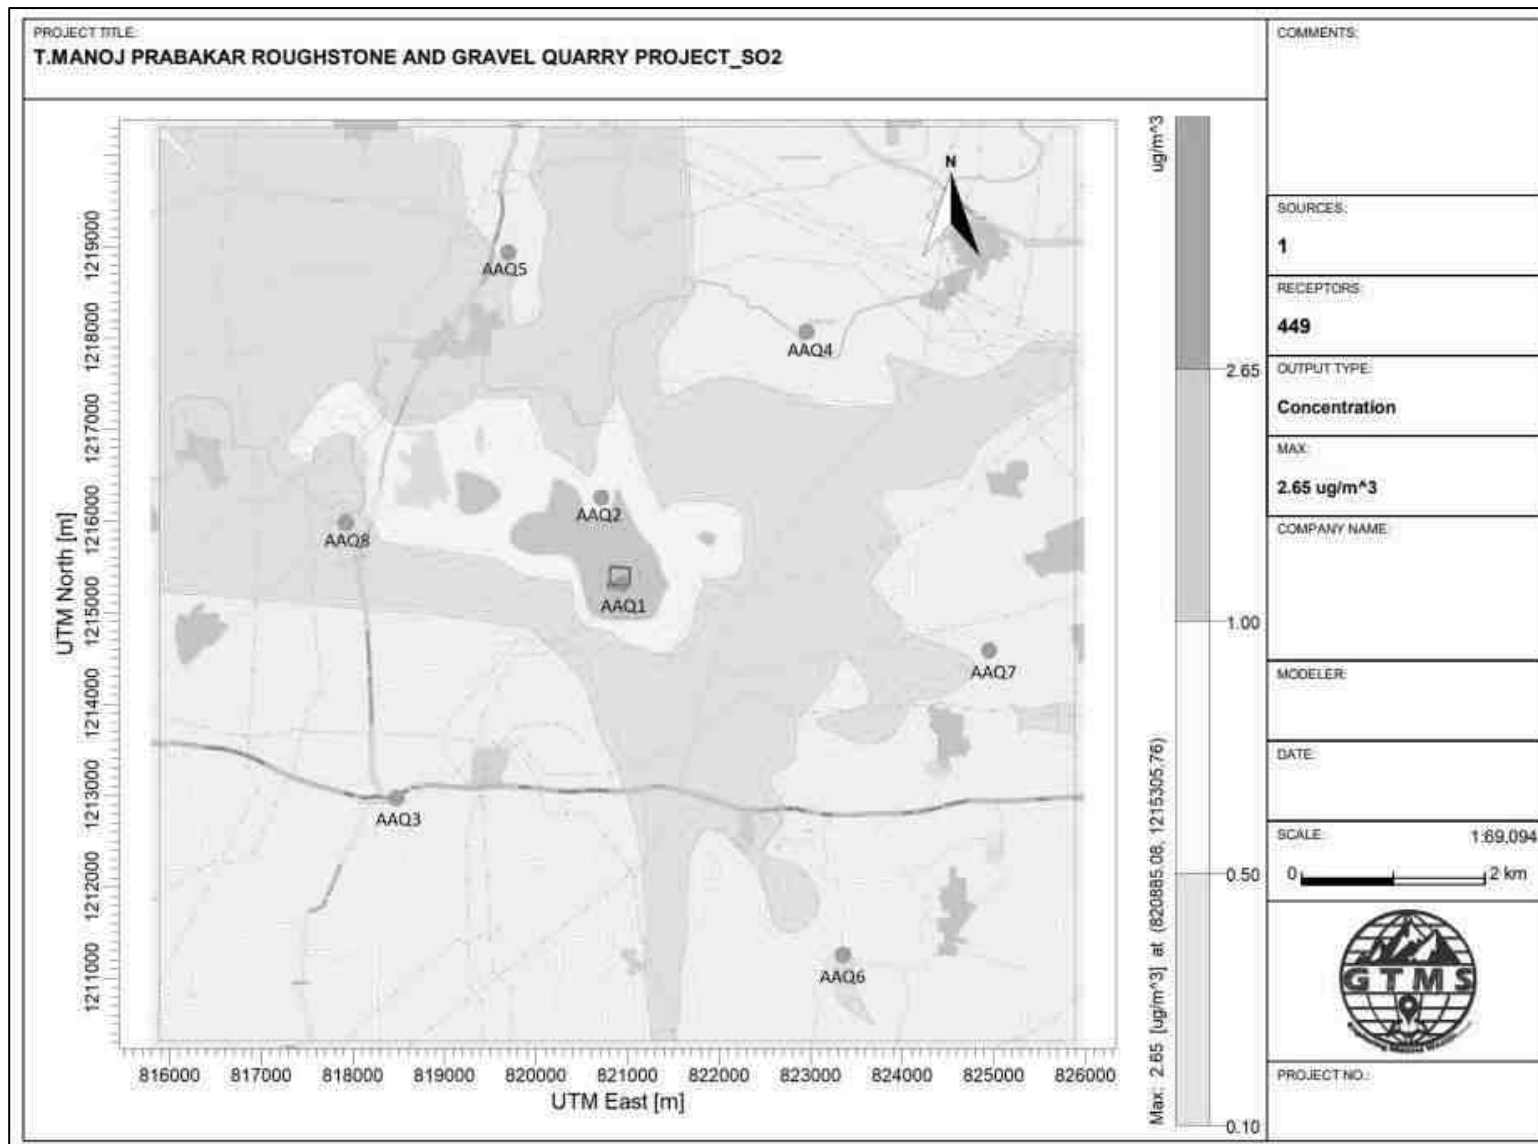 PROJECT TITLE:
T.MANOJ PRABAKAR ROUGHSTONE AND GRAVEL QUARRY PROJECT_SO2
COMMENTS:
SOURCES:
1
RECEPTORS:
449
OUTPUT TYPE:
Concentration
MAX:
2.65 ug/m^3
COMPANY NAME:
MODELER:
DATE:
SCALE:
1:69,094
0
2 km
GTMS
PROJECT NO.:
N
AAQ5
AAQ4
AAQ2
AAQ8
AAQ1
AAQ7
AAQ3
AAQ6
UTM North [m]
1219000
1218000
1217000
1216000
1215000
1214000
1213000
1212000
1211000
816000 817000 818000 819000 820000 821000 822000 823000 824000 825000 826000
UTM East [m]
ug/m^3
2.65
1.00
0.50
0.10
Max: 2.65 [ug/m^3] at (820885.08, 1215305.76)